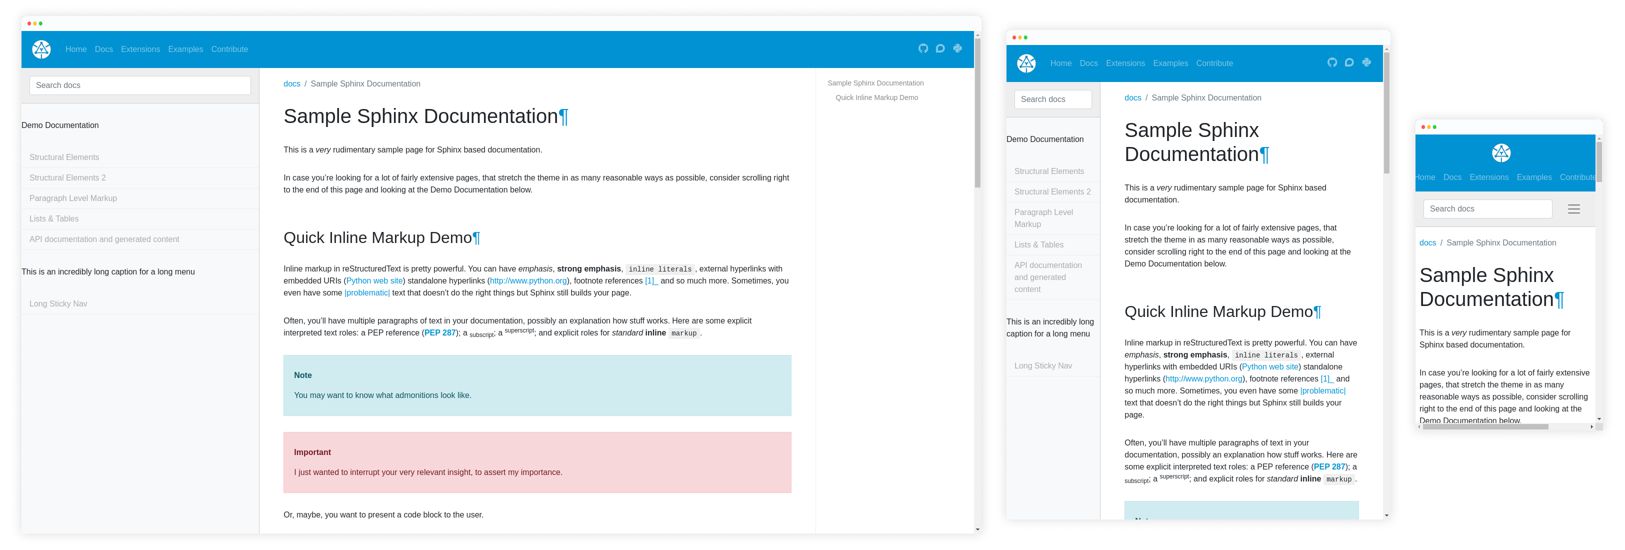 Home Docs Extensions Examples Contribute
Search docs
Demo Documentation
Structural Elements
Structural Elements 2
Paragraph Level Markup
Lists & Tables
API documentation and generated content
This is an incredibly long caption for a long menu
Long Sticky Nav
docs / Sample Sphinx Documentation
Sample Sphinx Documentation¶
This is a very rudimentary sample page for Sphinx based documentation.
In case you're looking for a lot of fairly extensive pages, that stretch the theme in as many reasonable ways as possible, consider scrolling right
to the end of this page and looking at the Demo Documentation below.
Quick Inline Markup Demo¶
Inline markup in reStructuredText is pretty powerful. You can have emphasis, strong emphasis, inline literals, external hyperlinks with
embedded URIs (Python web site) standalone hyperlinks (http://www.python.org), footnote references [1]_ and so much more. Sometimes, you
even have some |problematic| text that doesn't do the right things but Sphinx still builds your page.
Often, you'll have multiple paragraphs of text in your documentation, possibly an explanation how stuff works. Here are some explicit
interpreted text roles: a PEP reference (PEP 287); a subscript; a superscript; and explicit roles for standard inline markup.
Note
You may want to know what admonitions look like.
Important
I just wanted to interrupt your very relevant insight, to assert my importance.
Or, maybe, you want to present a code block to the user.
Sample Sphinx Documentation
Quick Inline Markup Demo
Home Docs Extensions Examples Contribute
Search docs
Demo Documentation
Structural Elements
Structural Elements 2
Paragraph Level
Markup
Lists & Tables
API documentation
and generated
content
This is an incredibly long
caption for a long menu
Long Sticky Nav
docs / Sample Sphinx Documentation
Sample Sphinx
Documentation¶
This is a very rudimentary sample page for Sphinx based
documentation.
In case you're looking for a lot of fairly extensive pages, that
stretch the theme in as many reasonable ways as possible,
consider scrolling right to the end of this page and looking at the
Demo Documentation below.
Quick Inline Markup Demo¶
Inline markup in reStructuredText is pretty powerful. You can have
emphasis, strong emphasis, inline literals, external
hyperlinks with embedded URIs (Python web site) standalone
hyperlinks (http://www.python.org), footnote references [1]_ and
so much more. Sometimes, you even have some |problematic|
text that doesn't do the right things but Sphinx still builds your
page.
Often, you'll have multiple paragraphs of text in your
documentation, possibly an explanation how stuff works. Here are
some explicit interpreted text roles: a PEP reference (PEP 287); a
subscript; a superscript; and explicit roles for standard inline markup.
Home Docs Extensions Examples Contribute
Search docs
docs / Sample Sphinx Documentation
Sample Sphinx
Documentation¶
This is a very rudimentary sample page for
Sphinx based documentation.
In case you're looking for a lot of fairly extensive
pages, that stretch the theme in as many
reasonable ways as possible, consider scrolling
right to the end of this page and looking at the
Demo Documentation below.